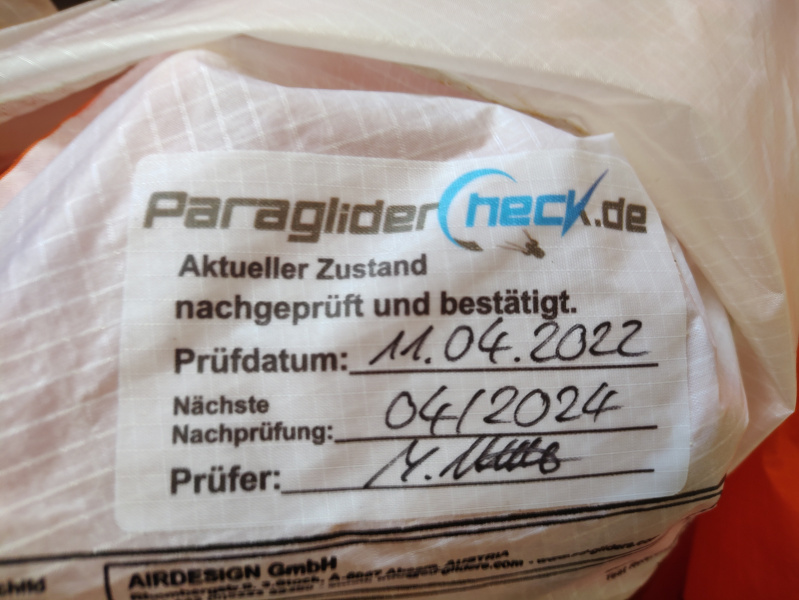 ParagliderCheck.de
Aktueller Zustand
nachgeprüft und bestätigt.
Prüfdatum: 11.04.2022
Nächste
Nachprüfung: 04/2024
Prüfer:
AIRDESIGN GmbH